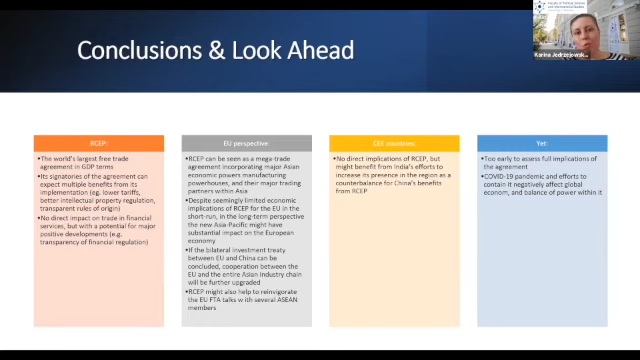 Conclusions & Look Ahead
Faculty of Political Science
and International Studies
Karina Jedrzejowsk...
RCEP:
•The world's largest free trade
agreement in GDP terms
•Its signatories of the agreement can
expect multiple benefits from its
implementation (eg. lower tariffs,
better intellectual property regulation,
transparent rules of origin)
•No direct impact on trade in financial
services, but with a potential for major
positive developments (e.g.
transparency of financial regulation)
EU perspective:
•RCEP can be seen as a mega-trade
agreement incorporating major Asian
economic powers manufacturing
powerhouses, and their major trading
partners within Asia
•Despite seemingly limited economic
implications of RCEP for the EU in the
short-run, in the long-term perspective
the new Asia-Pacific might have
substantial impact on the European
economy
•If the bilateral investment treaty
between EU and China can be
concluded, cooperation between the
EU and the entire Asian industry chain
will be further upgraded
•RCEP might also help to reinvigorate
the EU FTA talks with several ASEAN
members
CEE countries:
•No direct implications of RCEP, but
might benefit from India's efforts to
increase its presence in the region as a
counterbalance for China's benefits
from RCEP
Yet:
•Too early to assess full implications of
the agreement
•COVID-19 pandemic and efforts to
contain it negatively affect global
econom, and balance of power within it